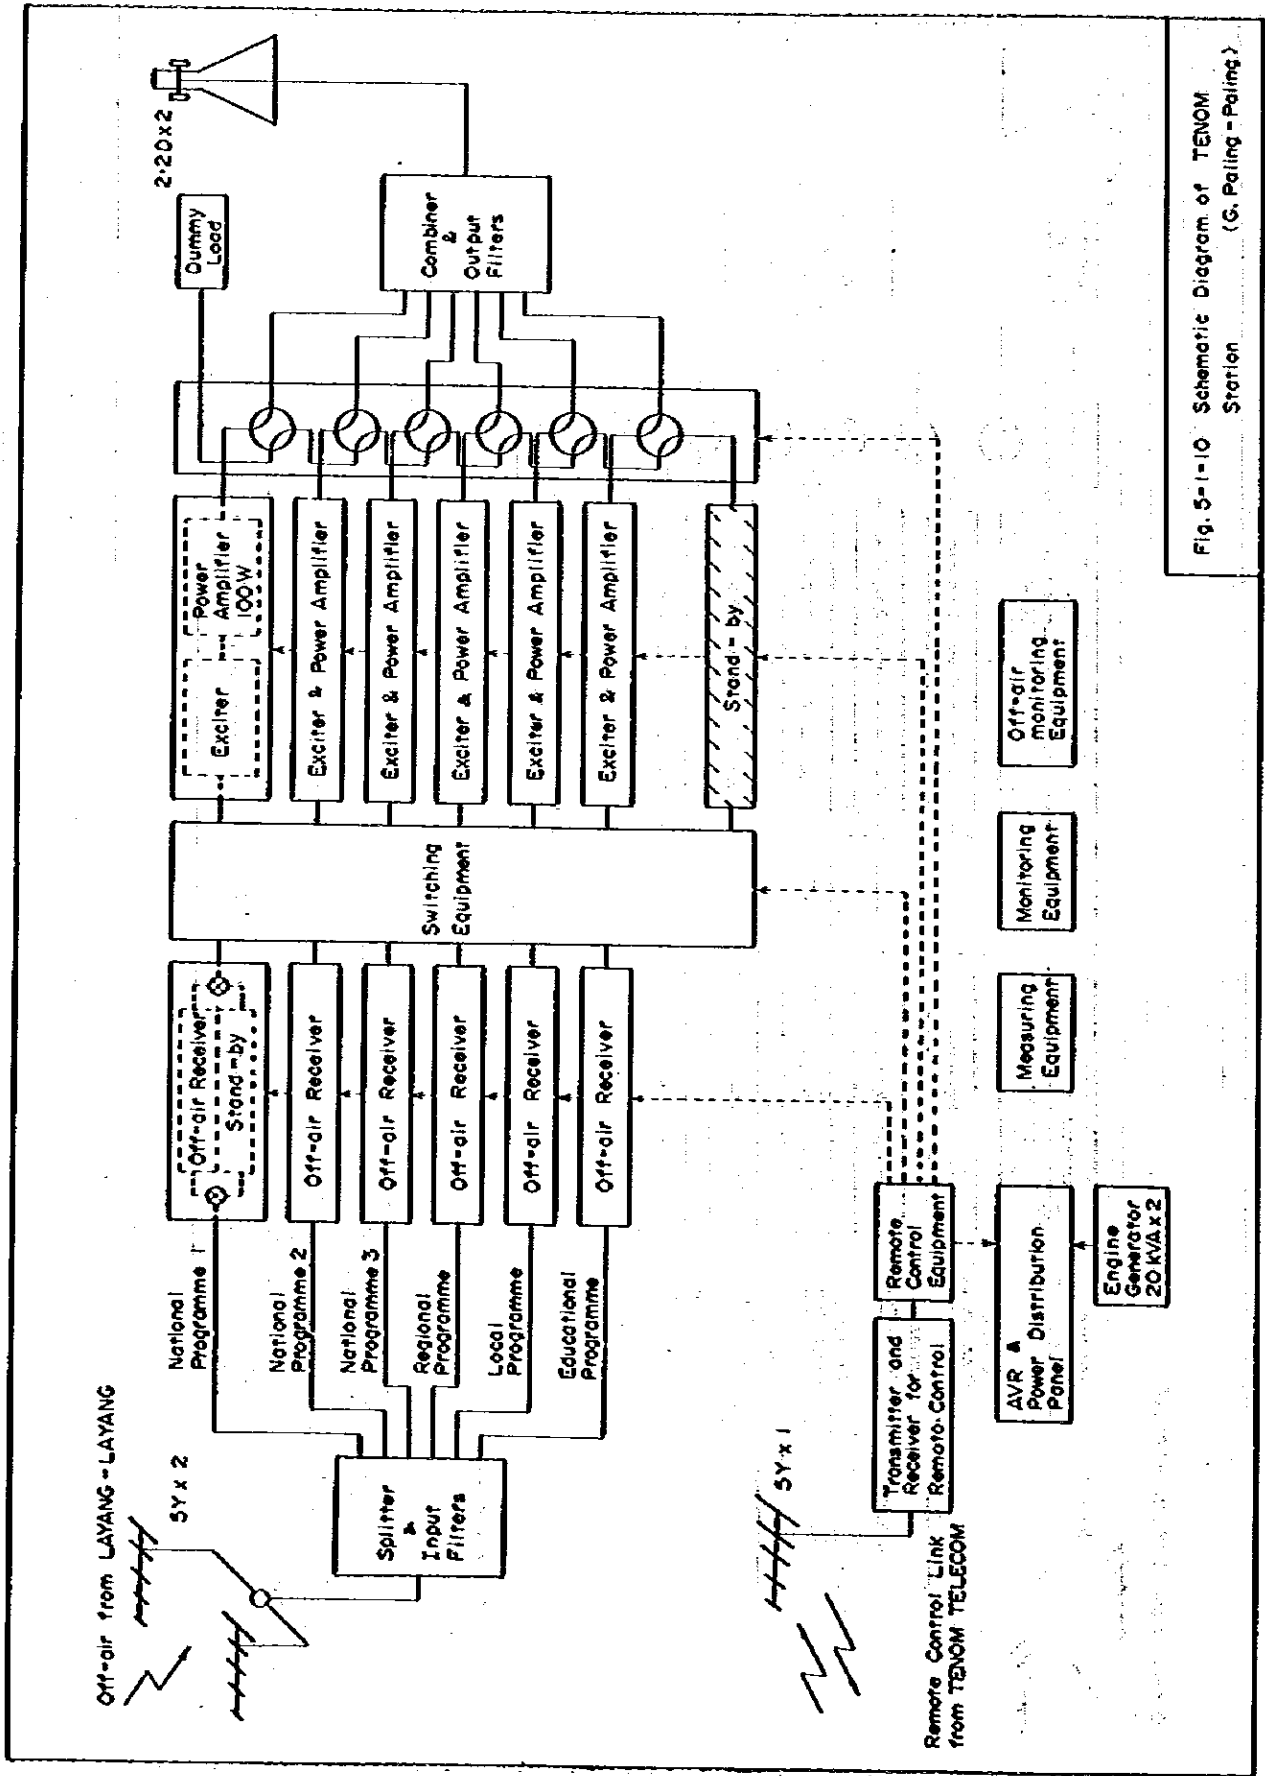 Off-air from LAYANG-LAYANG
5Y x 2
Splitter
&
Input
Filters
National
Programme 1
National
Programme 2
National
Programme 3
Regional
Programme
Local
Programme
Educational
Programme
Off-air Receiver
Stand-by
Off-air Receiver
Off-air Receiver
Off-air Receiver
Off-air Receiver
Off-air Receiver
Switching
Equipment
Exciter
Power
Amplifier
100W
Exciter & Power Amplifier
Exciter & Power Amplifier
Exciter & Power Amplifier
Exciter & Power Amplifier
Exciter & Power Amplifier
Stand-by
Dummy
Load
2·2D x 2
Combiner
&
Output
Filters
5Y x 1
Remote Control Link
from TENOM TELECOM
Transmitter and
Receiver for
Remote Control
Remote
Control
Equipment
AVR &
Power Distribution
Panel
Engine
Generator
20 KVA x 2
Measuring
Equipment
Monitoring
Equipment
Off-air
monitoring
Equipment
Fig. 5-1-10 Schematic Diagram of TENOM
Station (G. Paling-Paling)